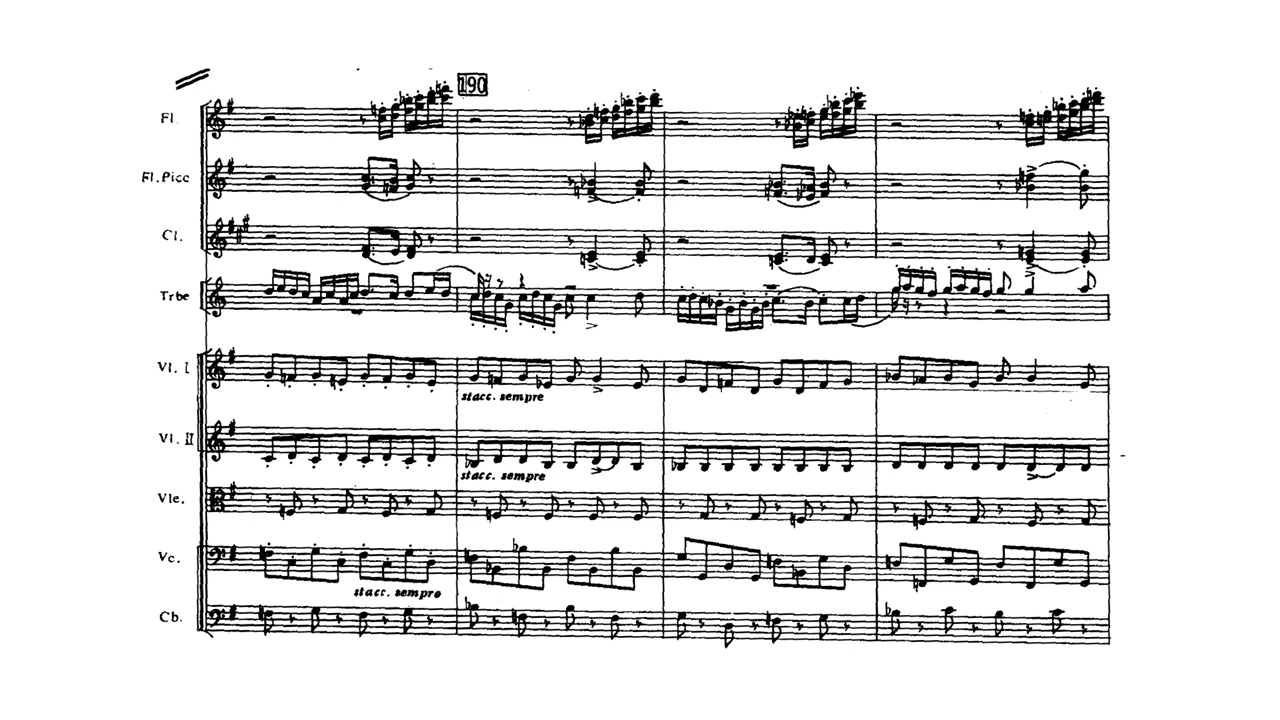 190
Fl.
Fl. Picc
Cl.
Trbe
Vl. I
stacc. sempre
Vl. II
stacc. sempre
Vle.
Vc.
stacc. sempre
Cb.